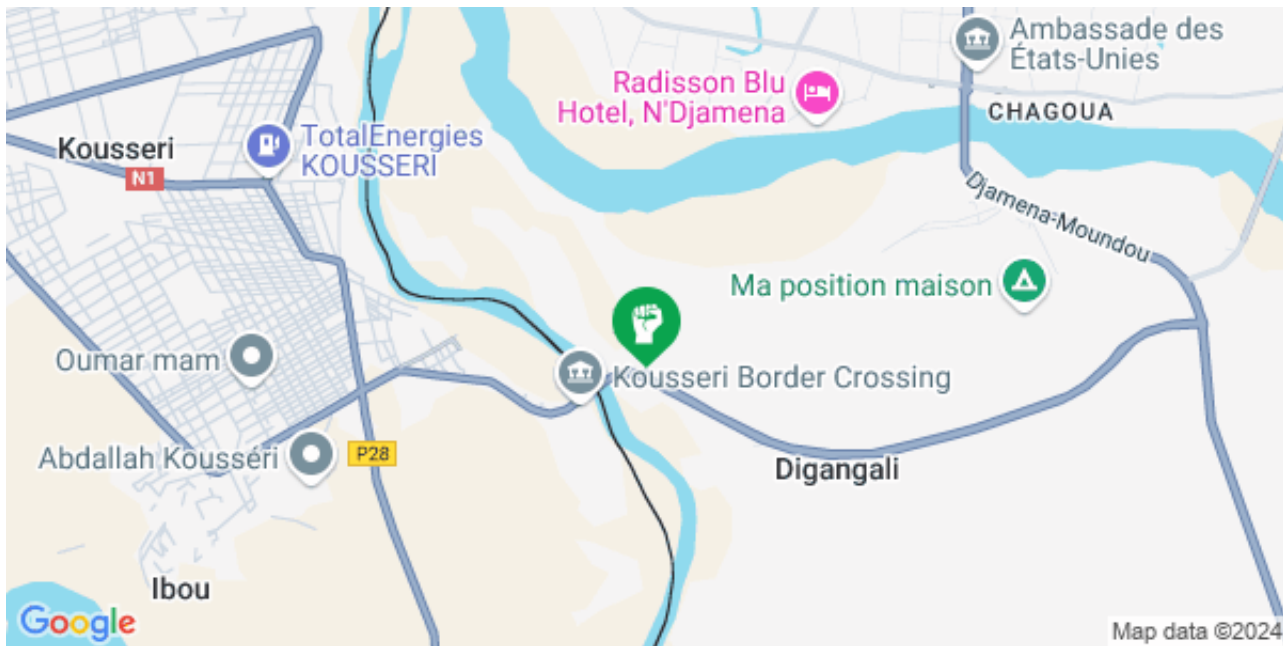 Ambassade des
États-Unies
Radisson Blu
Hotel, N'Djamena
CHAGOUA
TotalEnergies
KOUSSERI
Kousseri
N1
Djamena-Moundou
Ma position maison
Oumar mam
Kousseri Border Crossing
Abdallah Kousséri
P28
Digangali
Ibou
Google
Map data ©2024